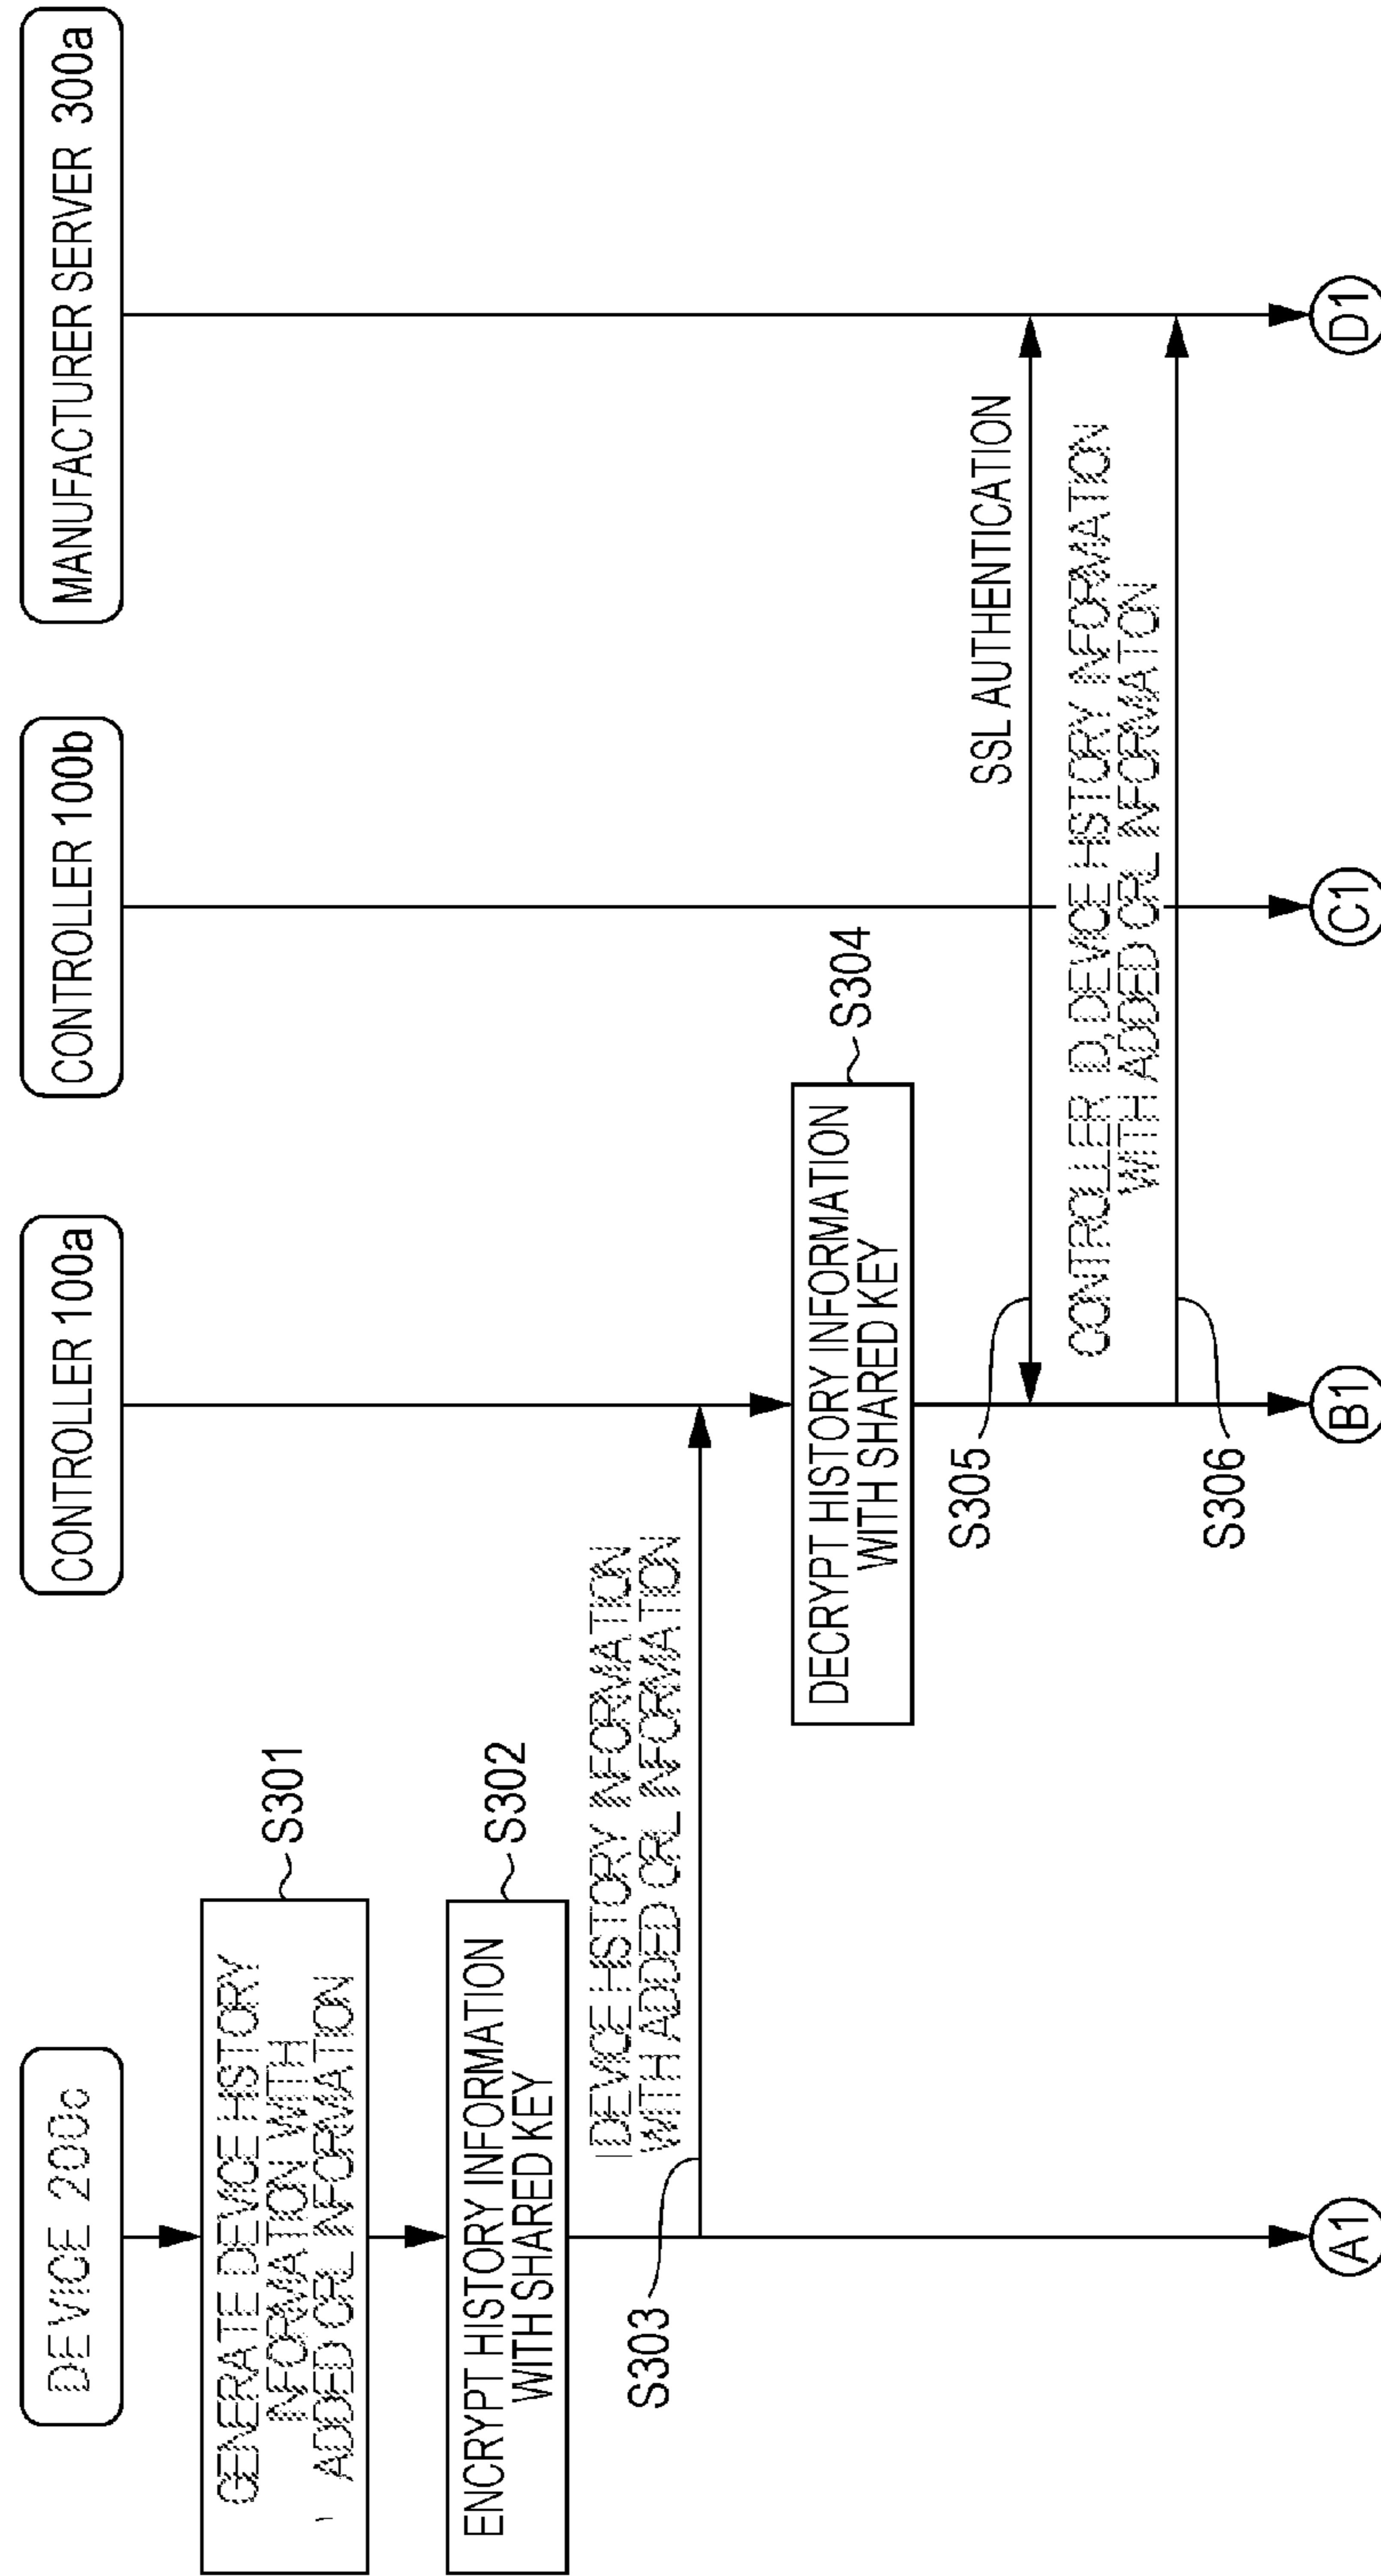 DEVICE 200c
CONTROLLER 100a
CONTROLLER 100b
MANUFACTURER SERVER 300a
GENERATE DEVICE HISTORY
INFORMATION WITH
ADDED CRL INFORMATION
S301
ENCRYPT HISTORY INFORMATION
WITH SHARED KEY
S302
DEVICE HISTORY INFORMATION
WITH ADDED CRL INFORMATION
S303
DECRYPT HISTORY INFORMATION
WITH SHARED KEY
S304
SSL AUTHENTICATION
S305
CONTROLLER ID, DEVICE HISTORY INFORMATION
WITH ADDED CRL INFORMATION
S306
A1
B1
C1
D1